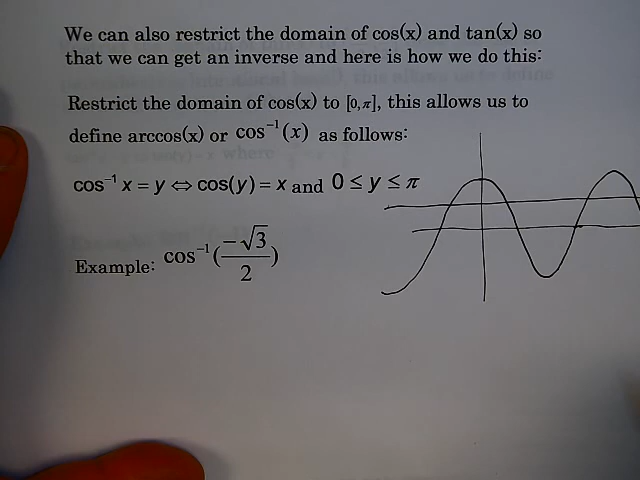 We can also restrict the domain of cos(x) and tan(x) so
that we can get an inverse and here is how we do this:
Restrict the domain of cos(x) to [0,π], this allows us to
define arccos(x) or cos⁻¹(x) as follows:
cos⁻¹ x = y ⇔ cos(y) = x and 0 ≤ y ≤ π
Example: cos⁻¹(−√3/2)